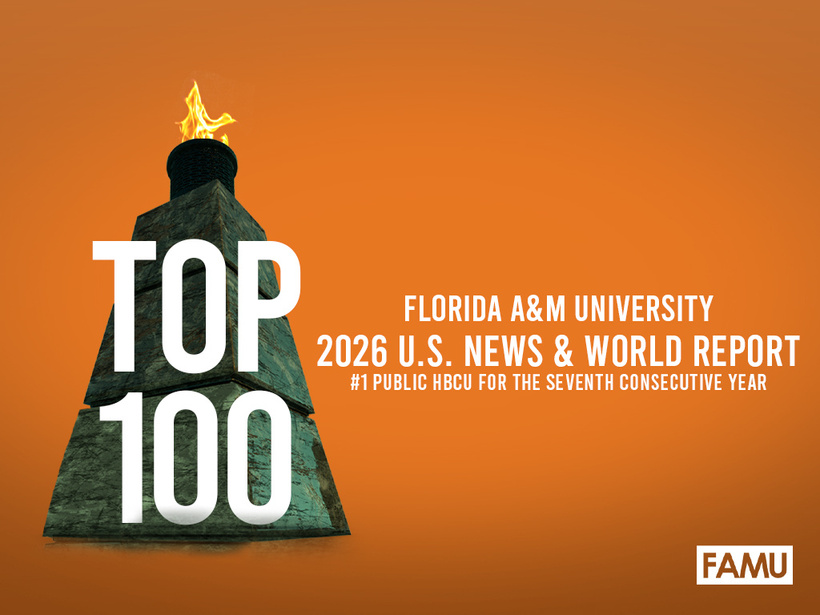 TOP
100
FLORIDA A&M UNIVERSITY
2026 U.S. NEWS & WORLD REPORT
#1 PUBLIC HBCU FOR THE SEVENTH CONSECUTIVE YEAR
FAMU